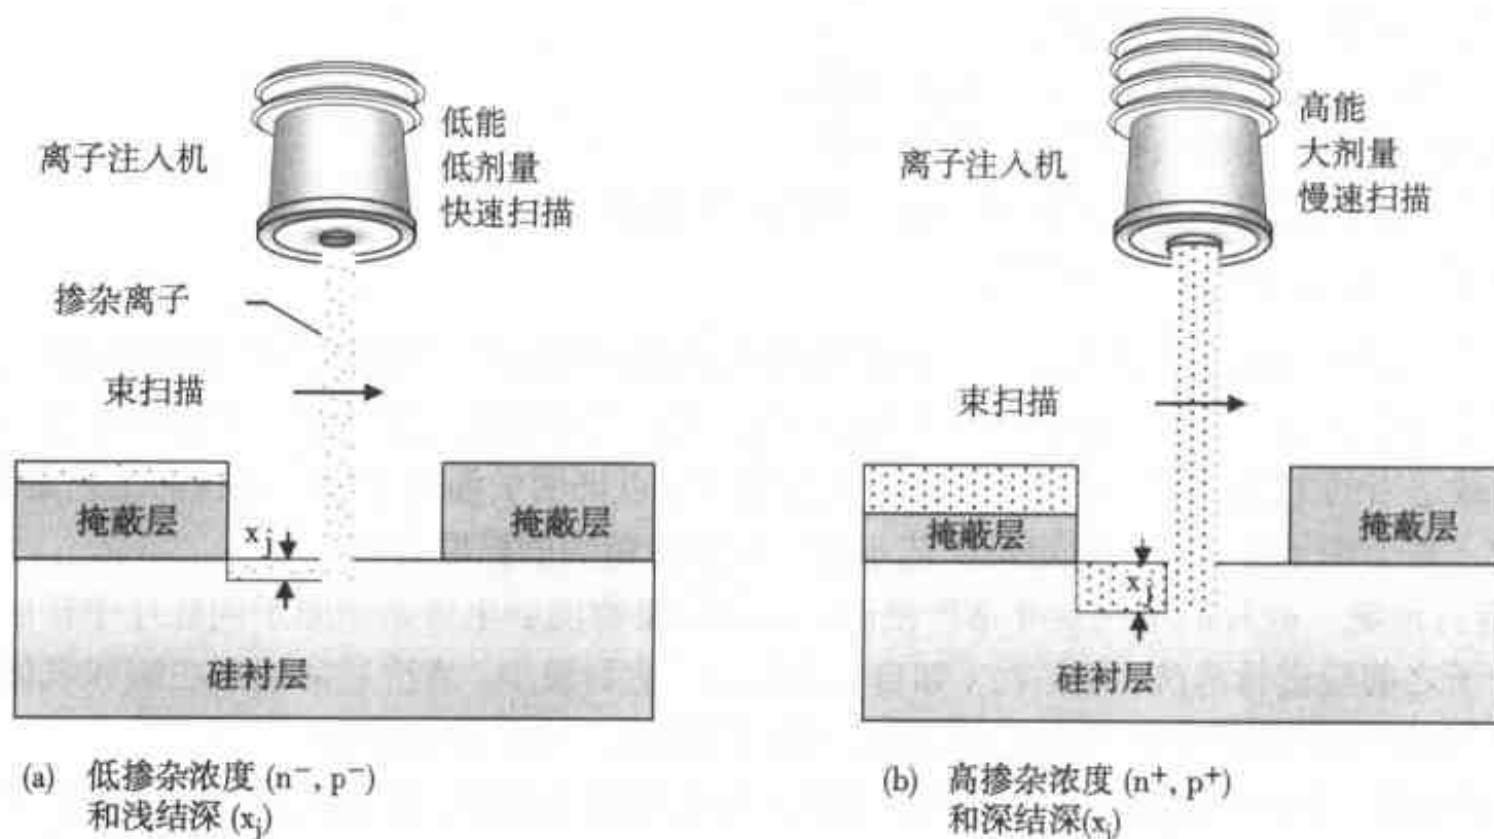 离子注入机
低能
低剂量
快速扫描
掺杂离子
束扫描
掩蔽层
掩蔽层
xj
硅衬层
(a) 低掺杂浓度 (n⁻, p⁻)
和浅结深 (xj)
离子注入机
高能
大剂量
慢速扫描
束扫描
掩蔽层
掩蔽层
xj
硅衬层
(b) 高掺杂浓度 (n⁺, p⁺)
和深结深(xj)